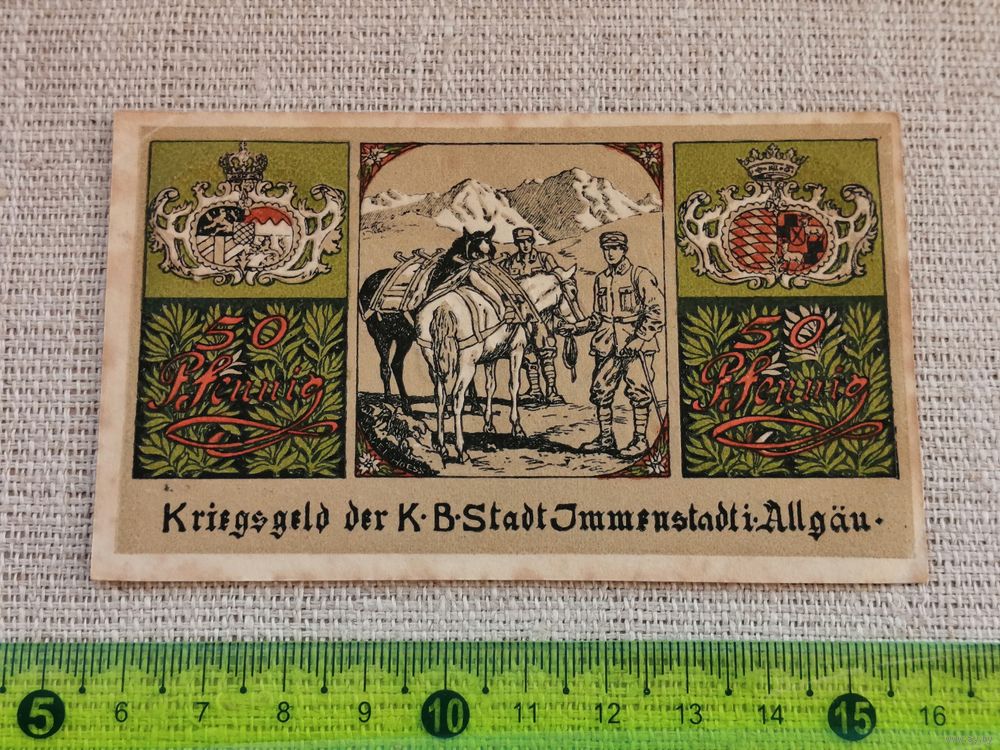 50
Pfennig
50
Pfennig
Kriegsgeld der K·B·Stadt Immenstadt i·Allgäu·
5 6 7 8 9 10 11 12 13 14 15 16